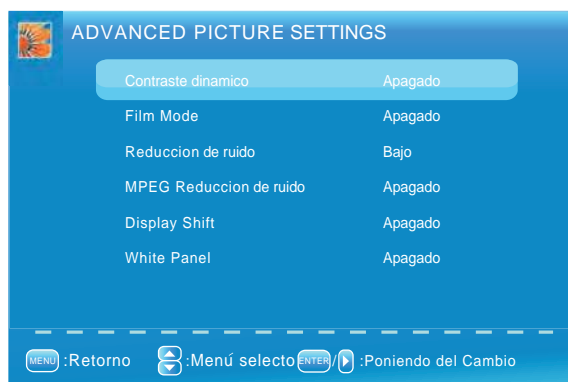 ADVANCED PICTURE SETTINGS
Contraste dinamico Apagado
Film Mode Apagado
Reduccion de ruido Bajo
MPEG Reduccion de ruido Apagado
Display Shift Apagado
White Panel Apagado
MENU :Retorno :Menú selecto ENTER / :Poniendo del Cambio